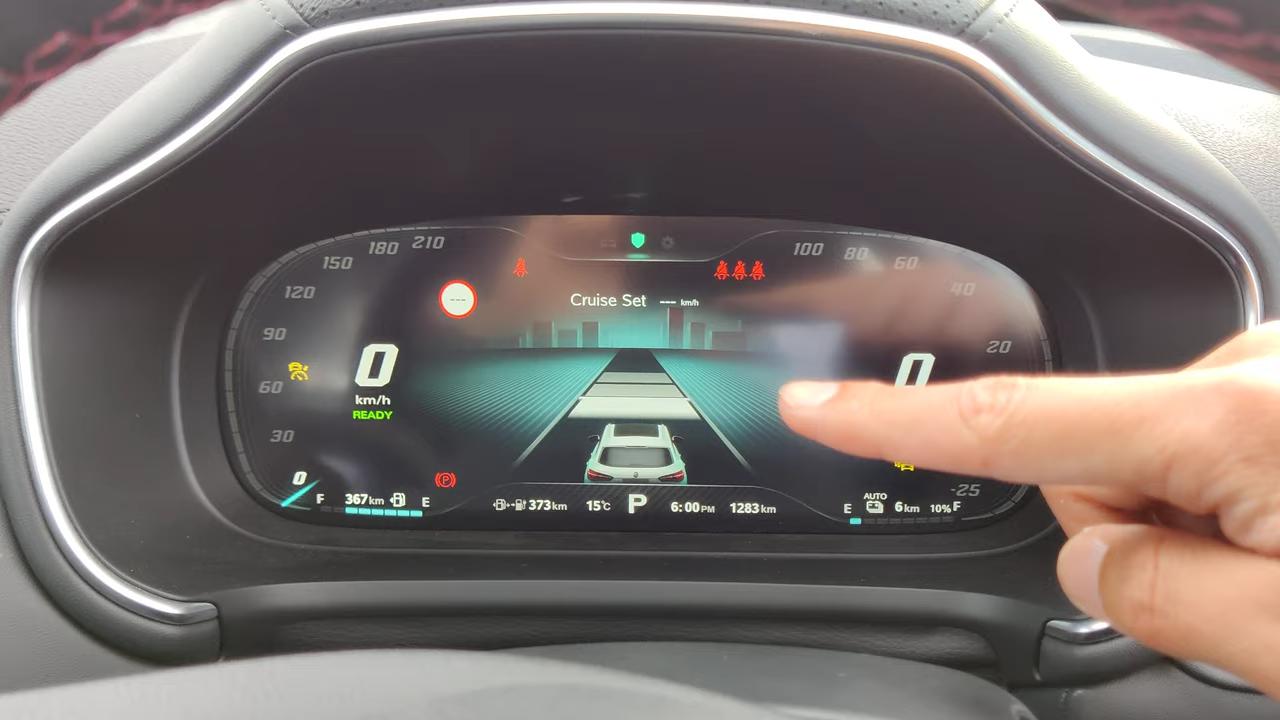 210
180
150
120
90
60
30
0
0
km/h
READY
---
Cruise Set --- km/h
100
80
60
40
20
-25
0
P
F 367km E
373km 15℃ P 6:00PM 1283km
AUTO
E 6km 10% F